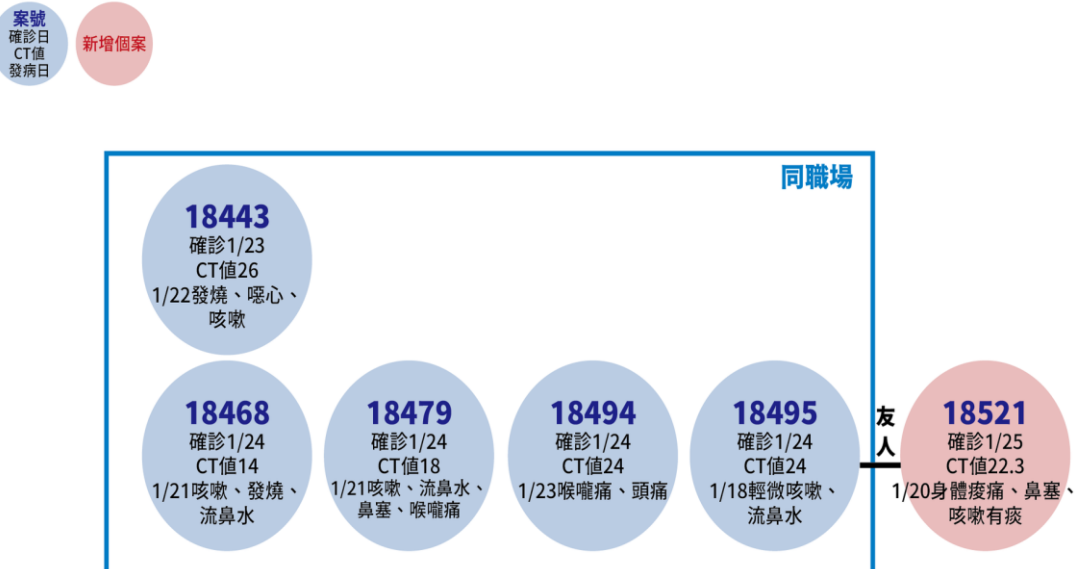 案號
確診日
CT值
發病日
新增個案
同職場
18443
確診1/23
CT值26
1/22發燒、噁心、
咳嗽
18468
確診1/24
CT值14
1/21咳嗽、發燒、
流鼻水
18479
確診1/24
CT值18
1/21咳嗽、流鼻水、
鼻塞、喉嚨痛
18494
確診1/24
CT值24
1/23喉嚨痛、頭痛
18495
確診1/24
CT值24
1/18輕微咳嗽、
流鼻水
友人
18521
確診1/25
CT值22.3
1/20身體痠痛、鼻塞、
咳嗽有痰